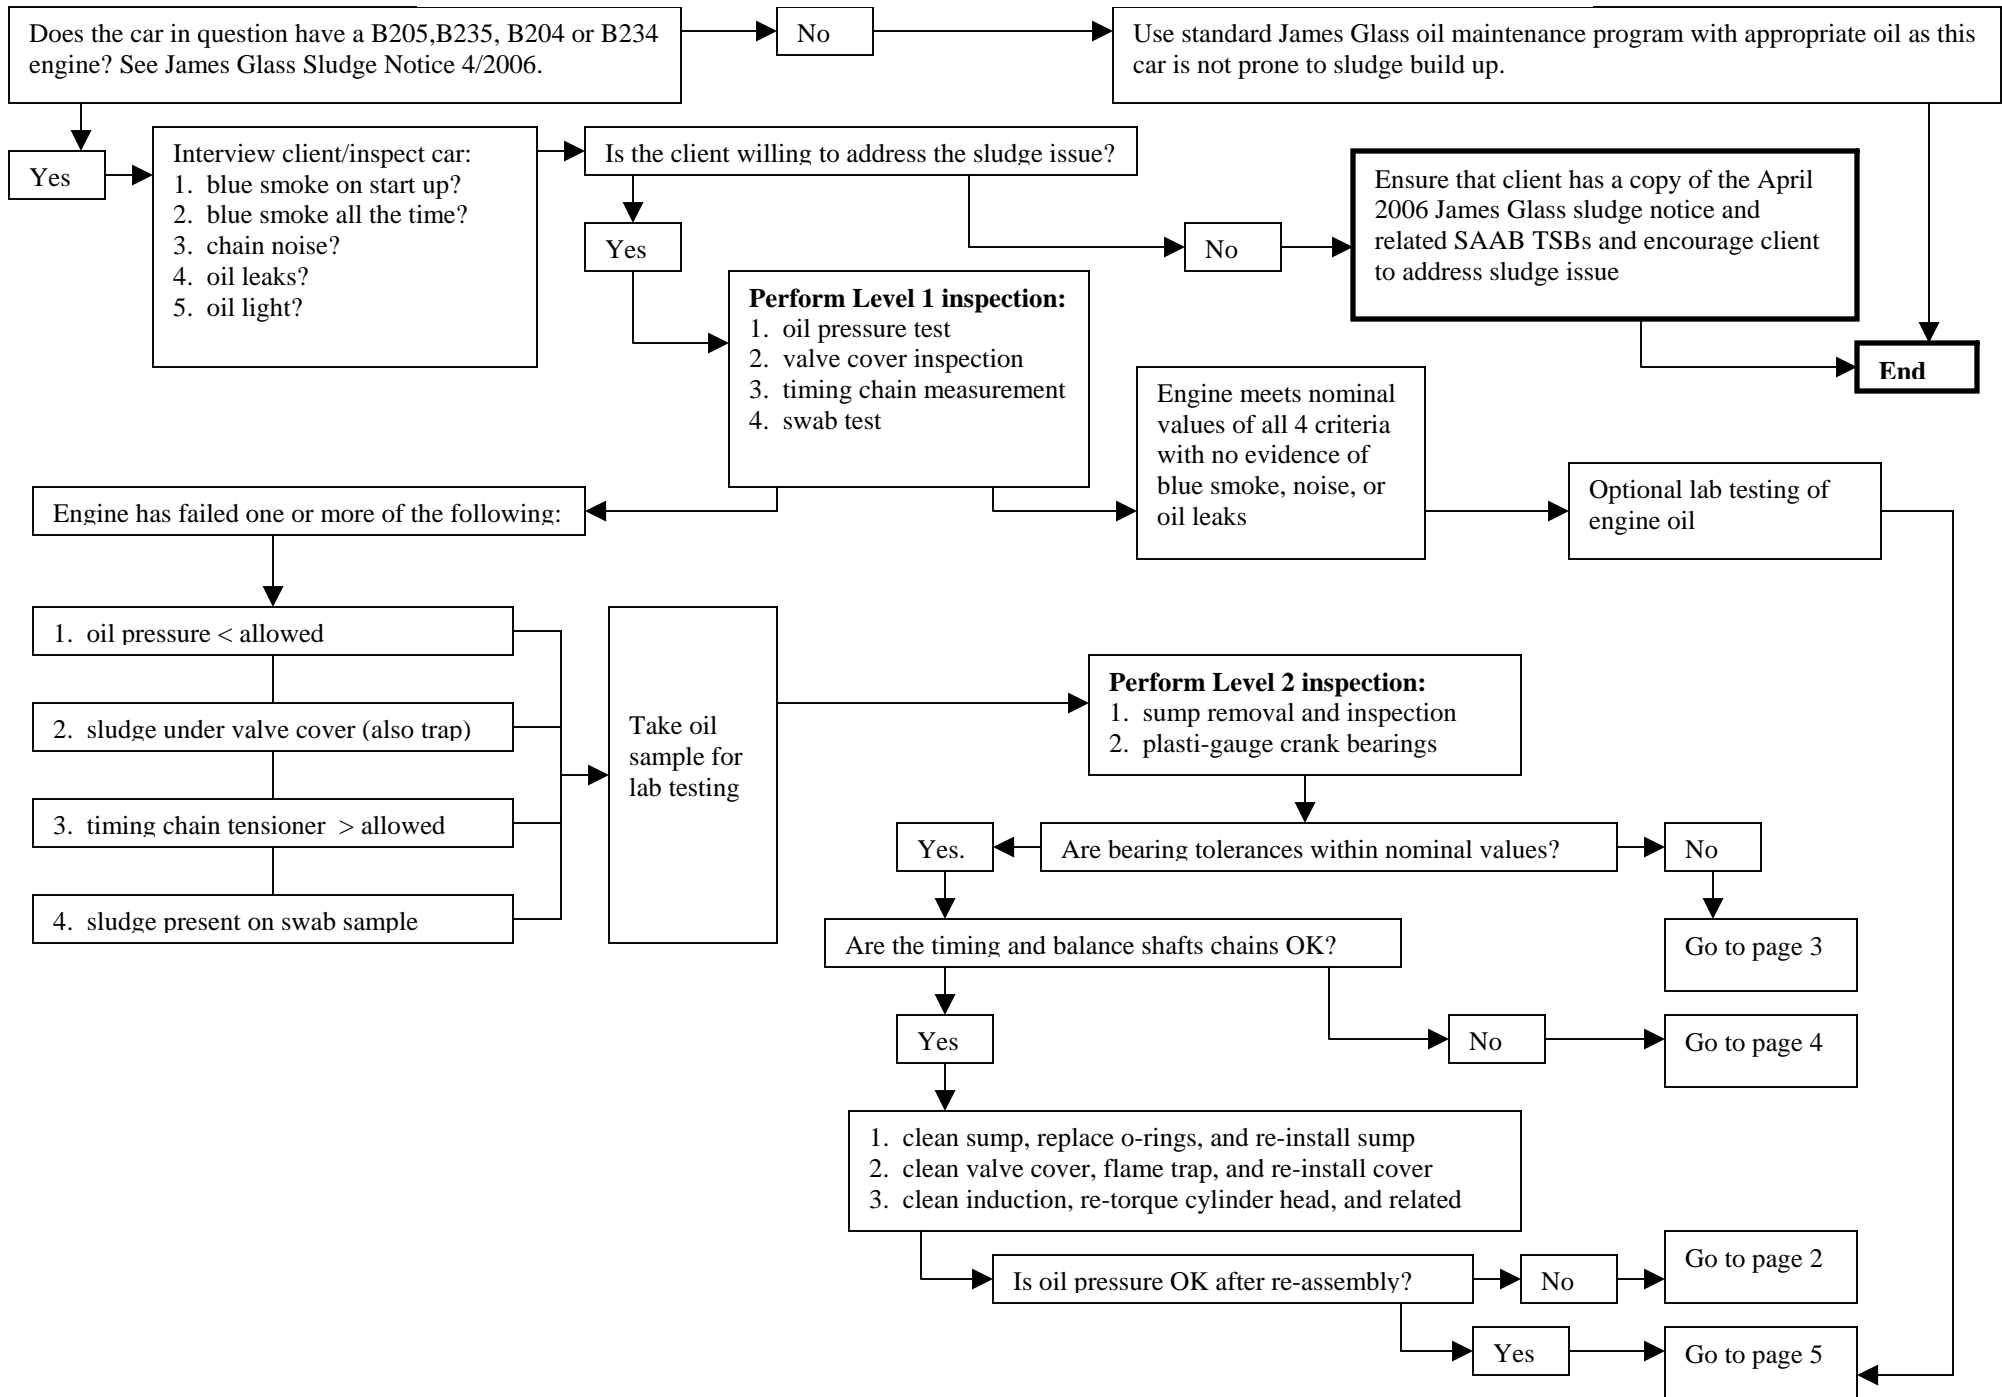 Does the car in question have a B205,B235, B204 or B234
engine? See James Glass Sludge Notice 4/2006.
No
Use standard James Glass oil maintenance program with appropriate oil as this
car is not prone to sludge build up.
Yes
Interview client/inspect car:
1. blue smoke on start up?
2. blue smoke all the time?
3. chain noise?
4. oil leaks?
5. oil light?
Is the client willing to address the sludge issue?
Yes
No
Ensure that client has a copy of the April
2006 James Glass sludge notice and
related SAAB TSBs and encourage client
to address sludge issue
End
Perform Level 1 inspection:
1. oil pressure test
2. valve cover inspection
3. timing chain measurement
4. swab test
Engine meets nominal
values of all 4 criteria
with no evidence of
blue smoke, noise, or
oil leaks
Optional lab testing of
engine oil
Engine has failed one or more of the following:
1. oil pressure < allowed
2. sludge under valve cover (also trap)
3. timing chain tensioner > allowed
4. sludge present on swab sample
Take oil
sample for
lab testing
Perform Level 2 inspection:
1. sump removal and inspection
2. plasti-gauge crank bearings
Are bearing tolerances within nominal values?
Yes.
No
Go to page 3
Are the timing and balance shafts chains OK?
Yes
No
Go to page 4
1. clean sump, replace o-rings, and re-install sump
2. clean valve cover, flame trap, and re-install cover
3. clean induction, re-torque cylinder head, and related
Is oil pressure OK after re-assembly?
No
Go to page 2
Yes
Go to page 5